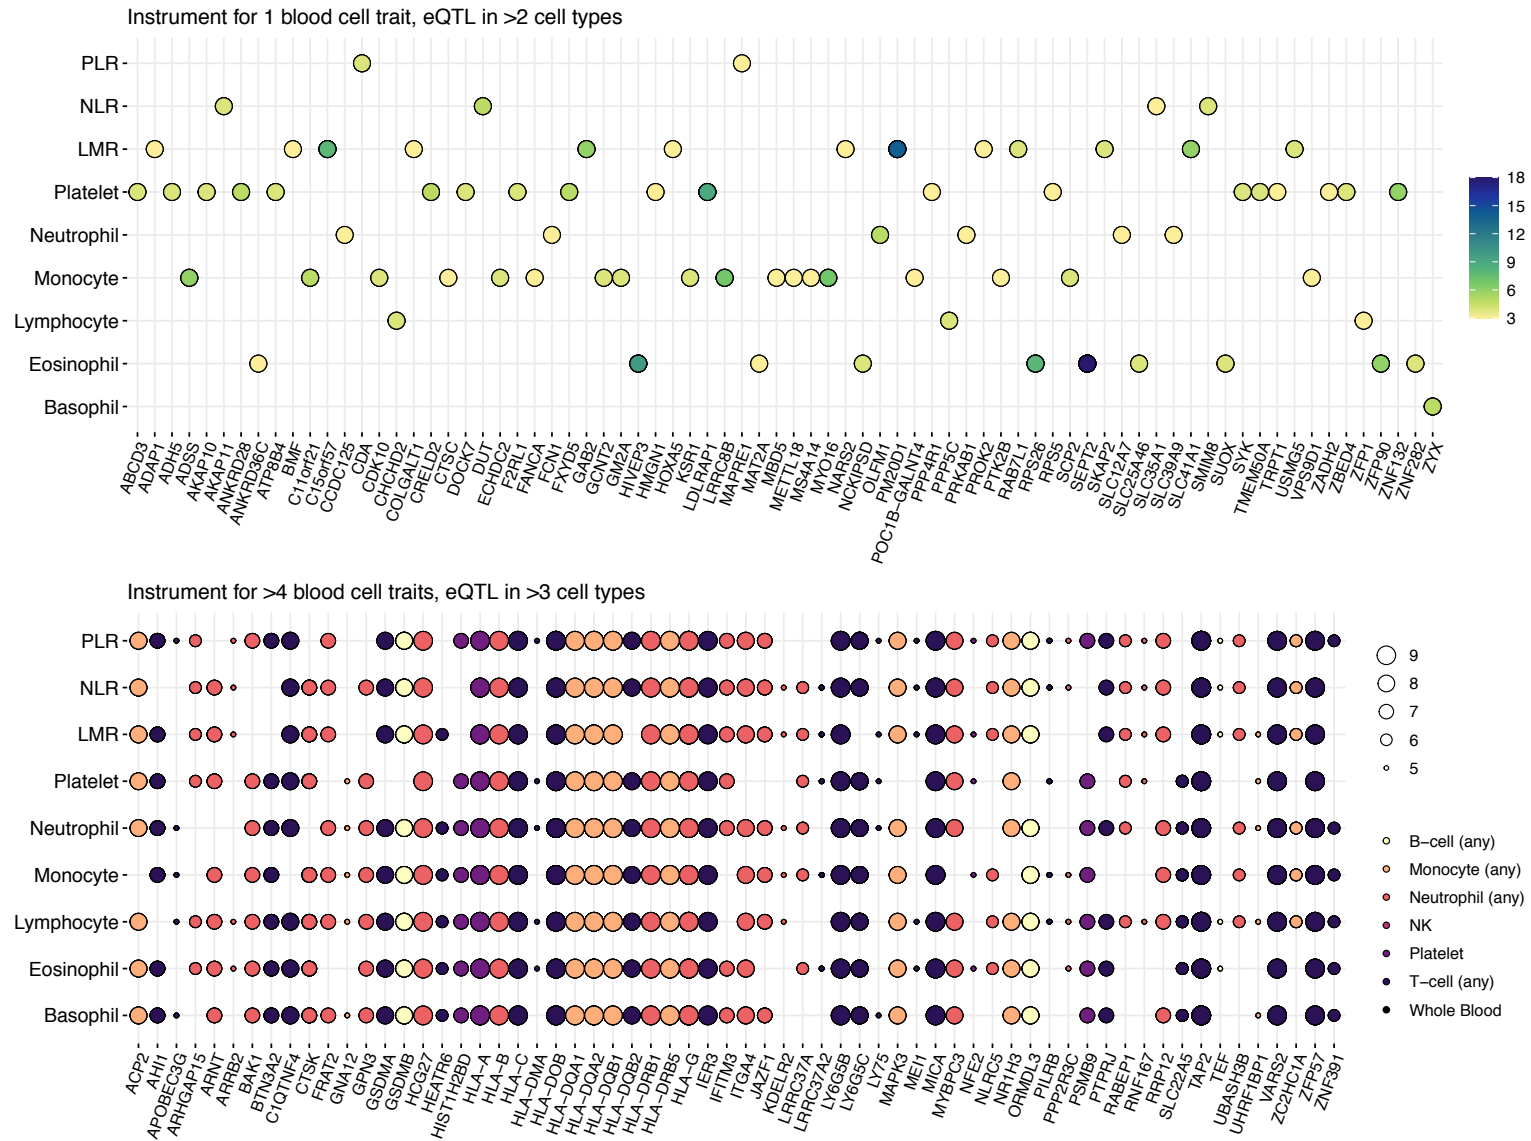 Instrument for 1 blood cell trait, eQTL in >2 cell types
PLR
NLR
LMR
Platelet
Neutrophil
Monocyte
Lymphocyte
Eosinophil
Basophil
ABCD3
ADAP1
ADH5
ADSS
AKAP10
AKAP11
ANKRD28
ANKRD36C
ATP8B4
BMF
C11orf21
C15orf57
CCDC125
CDA
CDK10
CHCHD2
COLGALT1
CRELD2
CTSC
DOCK7
DUT
ECHDC2
F2RL1
FANCA
FCN1
FXYD5
GAB2
GCNT2
GM2A
HIVEP3
HMGN1
HOXA5
KSR1
LDLRAP1
LRRC8B
MAPRE1
MAT2A
MBD5
METTL18
MS4A14
MYO16
NARS2
NCKIPSD
OLFM1
PM20D1
POC1B−GALNT4
PPP4R1
PPP5C
PRKAB1
PROK2
PTK2B
RAB7L1
RPS26
RPS5
SCP2
SEPT2
SKAP2
SLC12A7
SLC25A46
SLC35A1
SLC39A9
SLC41A1
SMIM8
SUOX
SYK
TMEM50A
TRPT1
USMG5
VPS9D1
ZADH2
ZBED4
ZFP1
ZFP90
ZNF132
ZNF282
ZYX
18
15
12
9
6
3
Instrument for >4 blood cell traits, eQTL in >3 cell types
PLR
NLR
LMR
Platelet
Neutrophil
Monocyte
Lymphocyte
Eosinophil
Basophil
ACP2
AHI1
APOBEC3G
ARHGAP15
ARNT
ARRB2
BAK1
BTN3A2
C1QTNF4
CTSK
FRAT2
GNA12
GPN3
GSDMA
GSDMB
HCG27
HEATR6
HIST1H2BD
HLA−A
HLA−B
HLA−C
HLA−DMA
HLA−DOB
HLA−DQA1
HLA−DQA2
HLA−DQB1
HLA−DQB2
HLA−DRB1
HLA−DRB5
HLA−G
IER3
IFITM3
ITGA4
JAZF1
KDELR2
LRRC37A
LRRC37A2
LY6G5B
LY6G5C
LY75
MAPK3
MEI1
MICA
MYBPC3
NFE2
NLRC5
NR1H3
ORMDL3
PILRB
PPP2R3C
PSMB9
PTPRJ
RABEP1
RNF167
RRP12
SLC22A5
TAP2
TEF
UBASH3B
UHRF1BP1
VARS2
ZC2HC1A
ZFP57
ZNF391
9
8
7
6
5
B−cell (any)
Monocyte (any)
Neutrophil (any)
NK
Platelet
T−cell (any)
Whole Blood